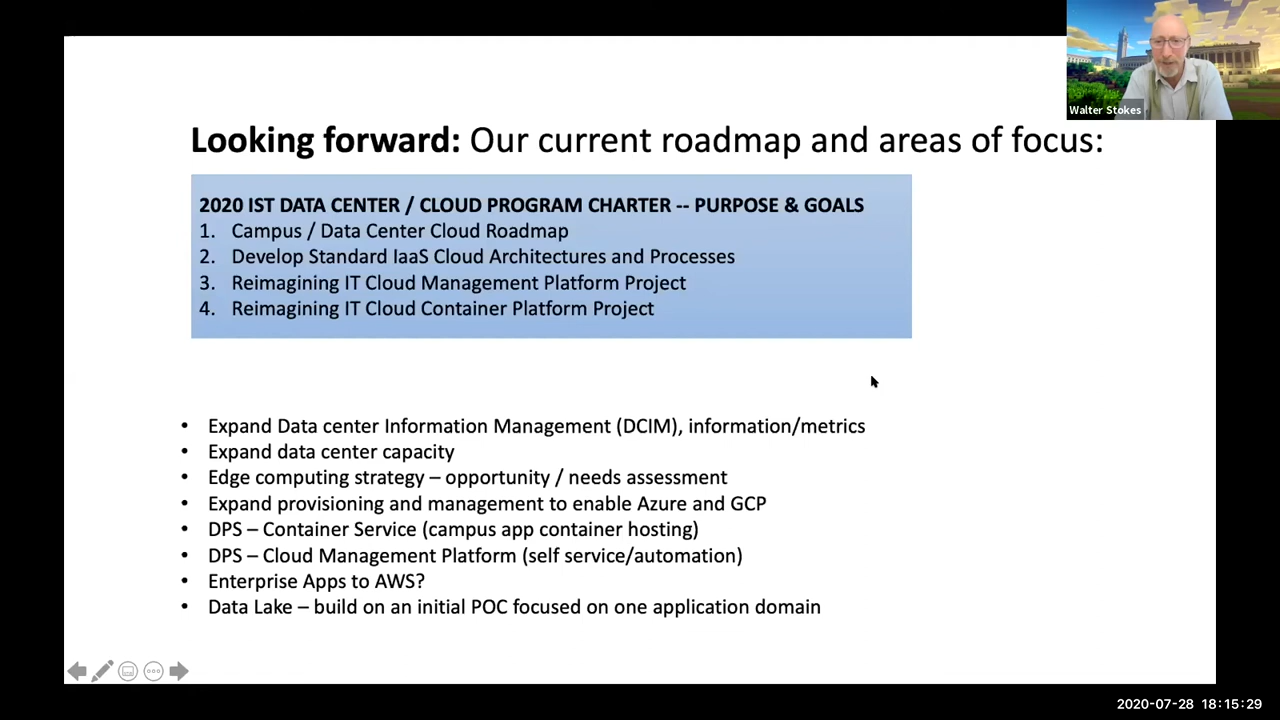 Walter Stokes
Looking forward: Our current roadmap and areas of focus:
2020 IST DATA CENTER / CLOUD PROGRAM CHARTER -- PURPOSE & GOALS
1. Campus / Data Center Cloud Roadmap
2. Develop Standard IaaS Cloud Architectures and Processes
3. Reimagining IT Cloud Management Platform Project
4. Reimagining IT Cloud Container Platform Project
• Expand Data center Information Management (DCIM), information/metrics
• Expand data center capacity
• Edge computing strategy – opportunity / needs assessment
• Expand provisioning and management to enable Azure and GCP
• DPS – Container Service (campus app container hosting)
• DPS – Cloud Management Platform (self service/automation)
• Enterprise Apps to AWS?
• Data Lake – build on an initial POC focused on one application domain
2020-07-28 18:15:29